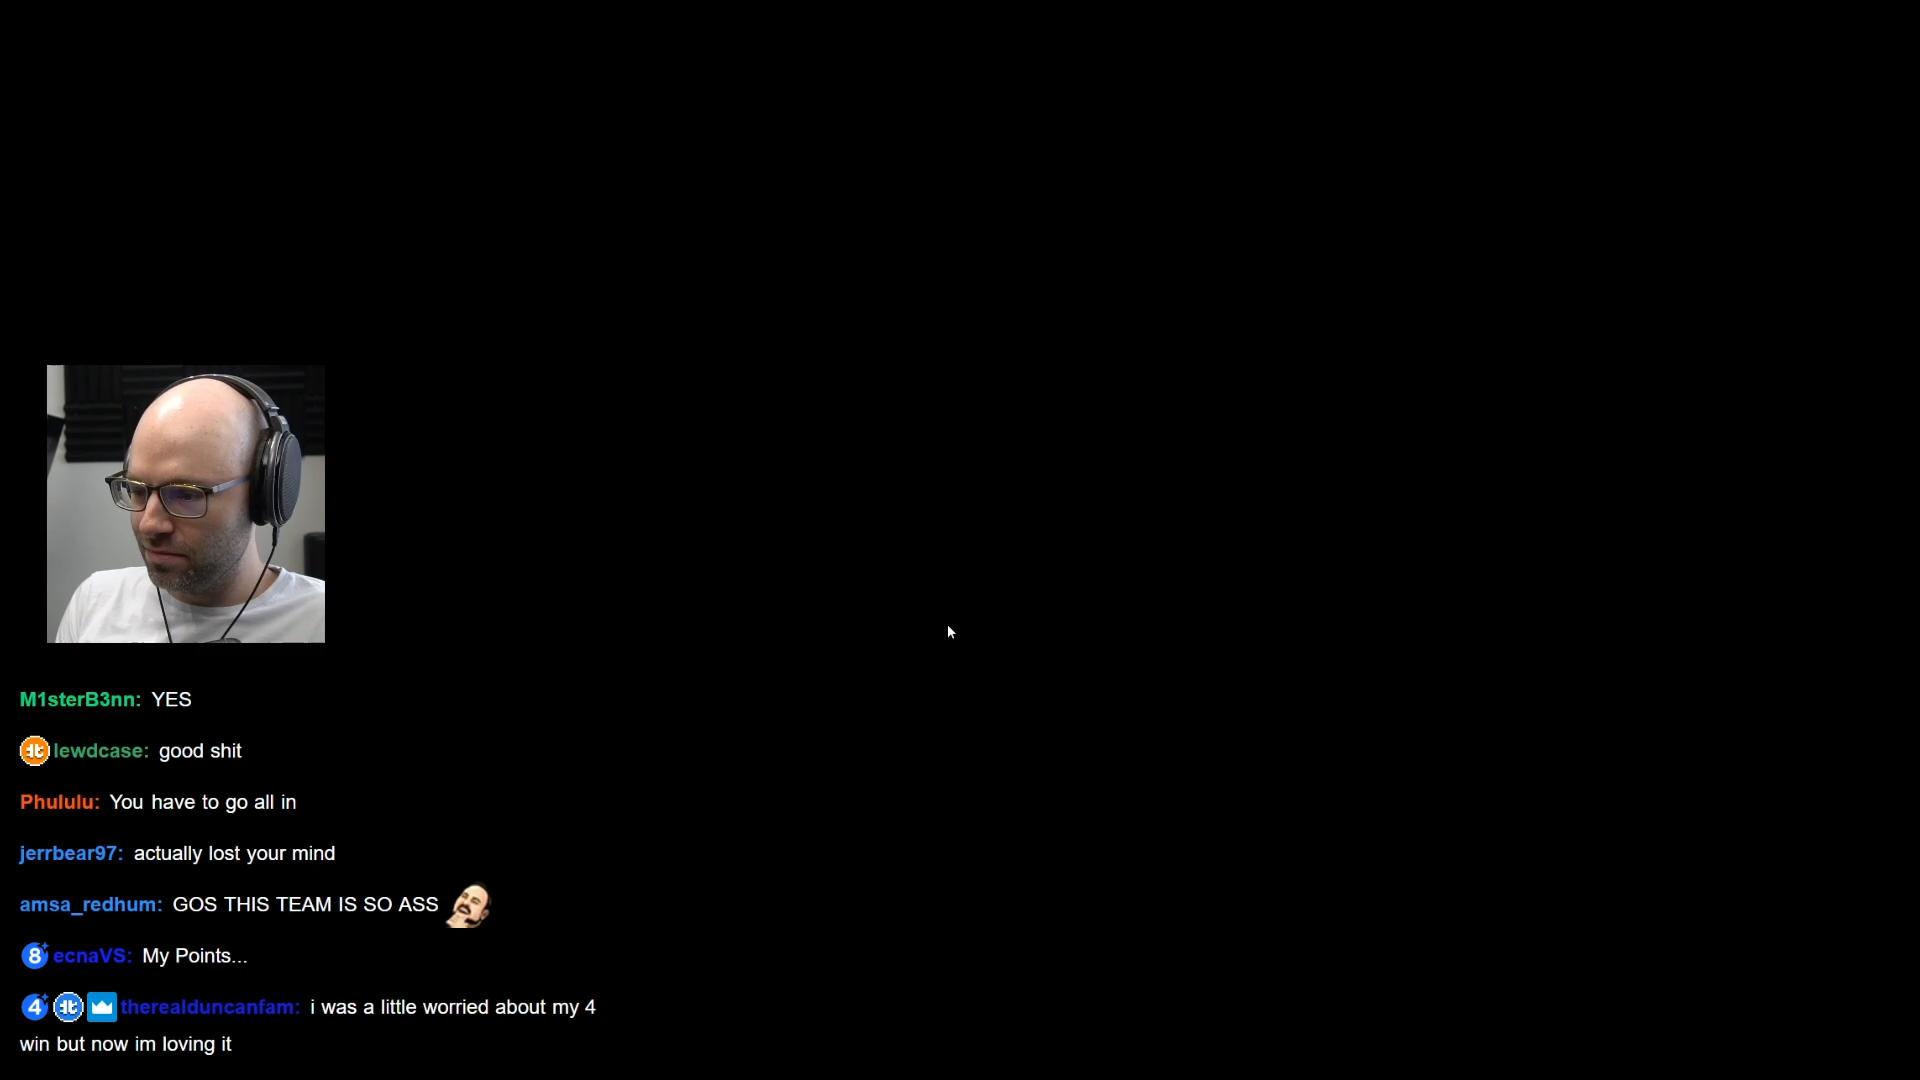 M1sterB3nn: YES
lewdcase: good shit
Phululu: You have to go all in
jerrbear97: actually lost your mind
amsa_redhum: GOS THIS TEAM IS SO ASS
8 ecnaVS: My Points...
4 therealduncanfam: i was a little worried about my 4
win but now im loving it